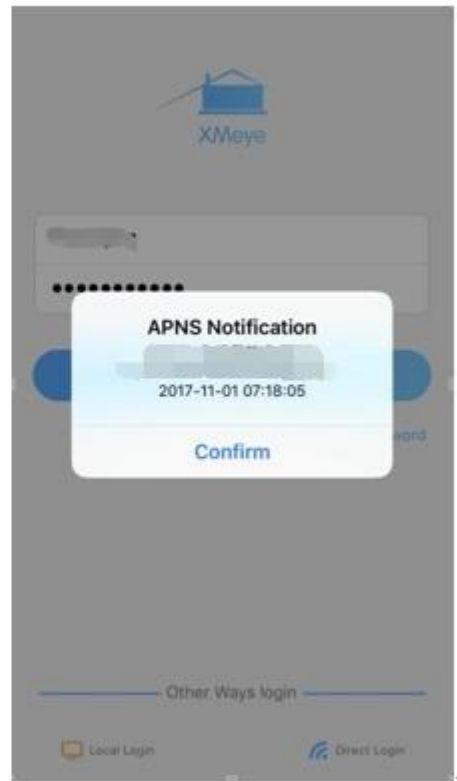 XMeye
APNS Notification
2017-11-01 07:18:05
Confirm
Other Ways login
Local Login
Direct Login